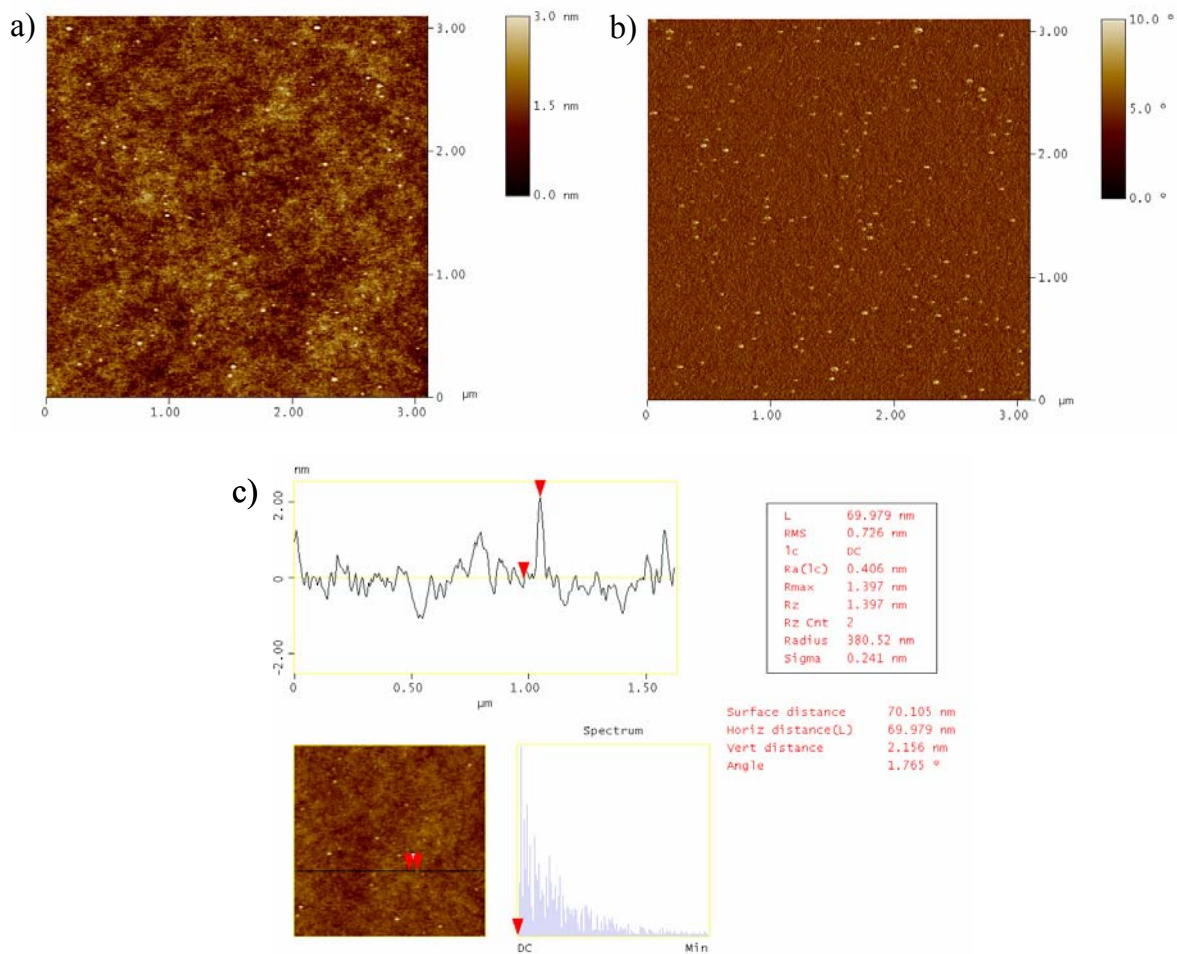 a)
3.0 nm
1.5 nm
0.0 nm
3.00
2.00
1.00
0
µm
0
1.00
2.00
3.00
b)
10.0 °
5.0 °
0.0 °
3.00
2.00
1.00
0
µm
0
1.00
2.00
3.00
c)
nm
2.00
0
-2.00
0
0.50
1.00
1.50
µm
L 69.979 nm
RMS 0.726 nm
lc DC
Ra(lc) 0.406 nm
Rmax 1.397 nm
Rz 1.397 nm
Rz Cnt 2
Radius 380.52 nm
Sigma 0.241 nm
Surface distance 70.105 nm
Horiz distance(L) 69.979 nm
Vert distance 2.156 nm
Angle 1.765 °
Spectrum
DC
Min